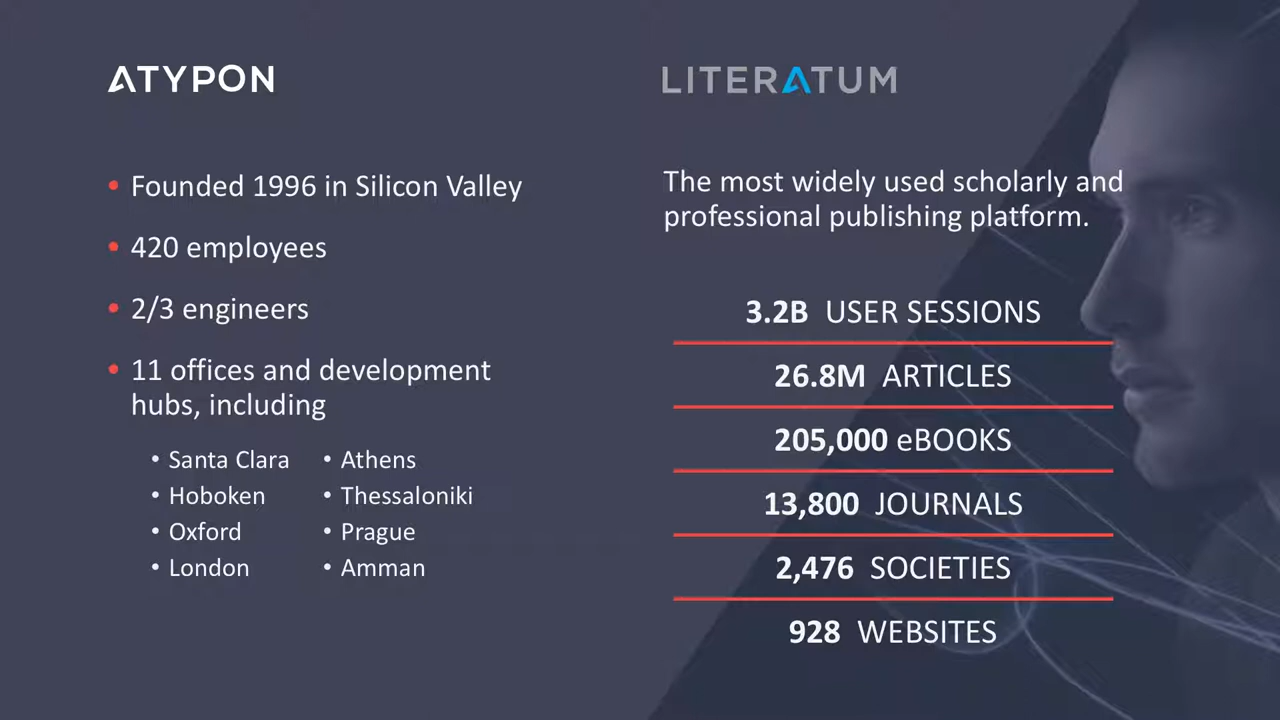 ATYPON
• Founded 1996 in Silicon Valley
• 420 employees
• 2/3 engineers
• 11 offices and development
hubs, including
• Santa Clara
• Hoboken
• Oxford
• London
• Athens
• Thessaloniki
• Prague
• Amman
LITERATUM
The most widely used scholarly and
professional publishing platform.
3.2B USER SESSIONS
26.8M ARTICLES
205,000 eBOOKS
13,800 JOURNALS
2,476 SOCIETIES
928 WEBSITES